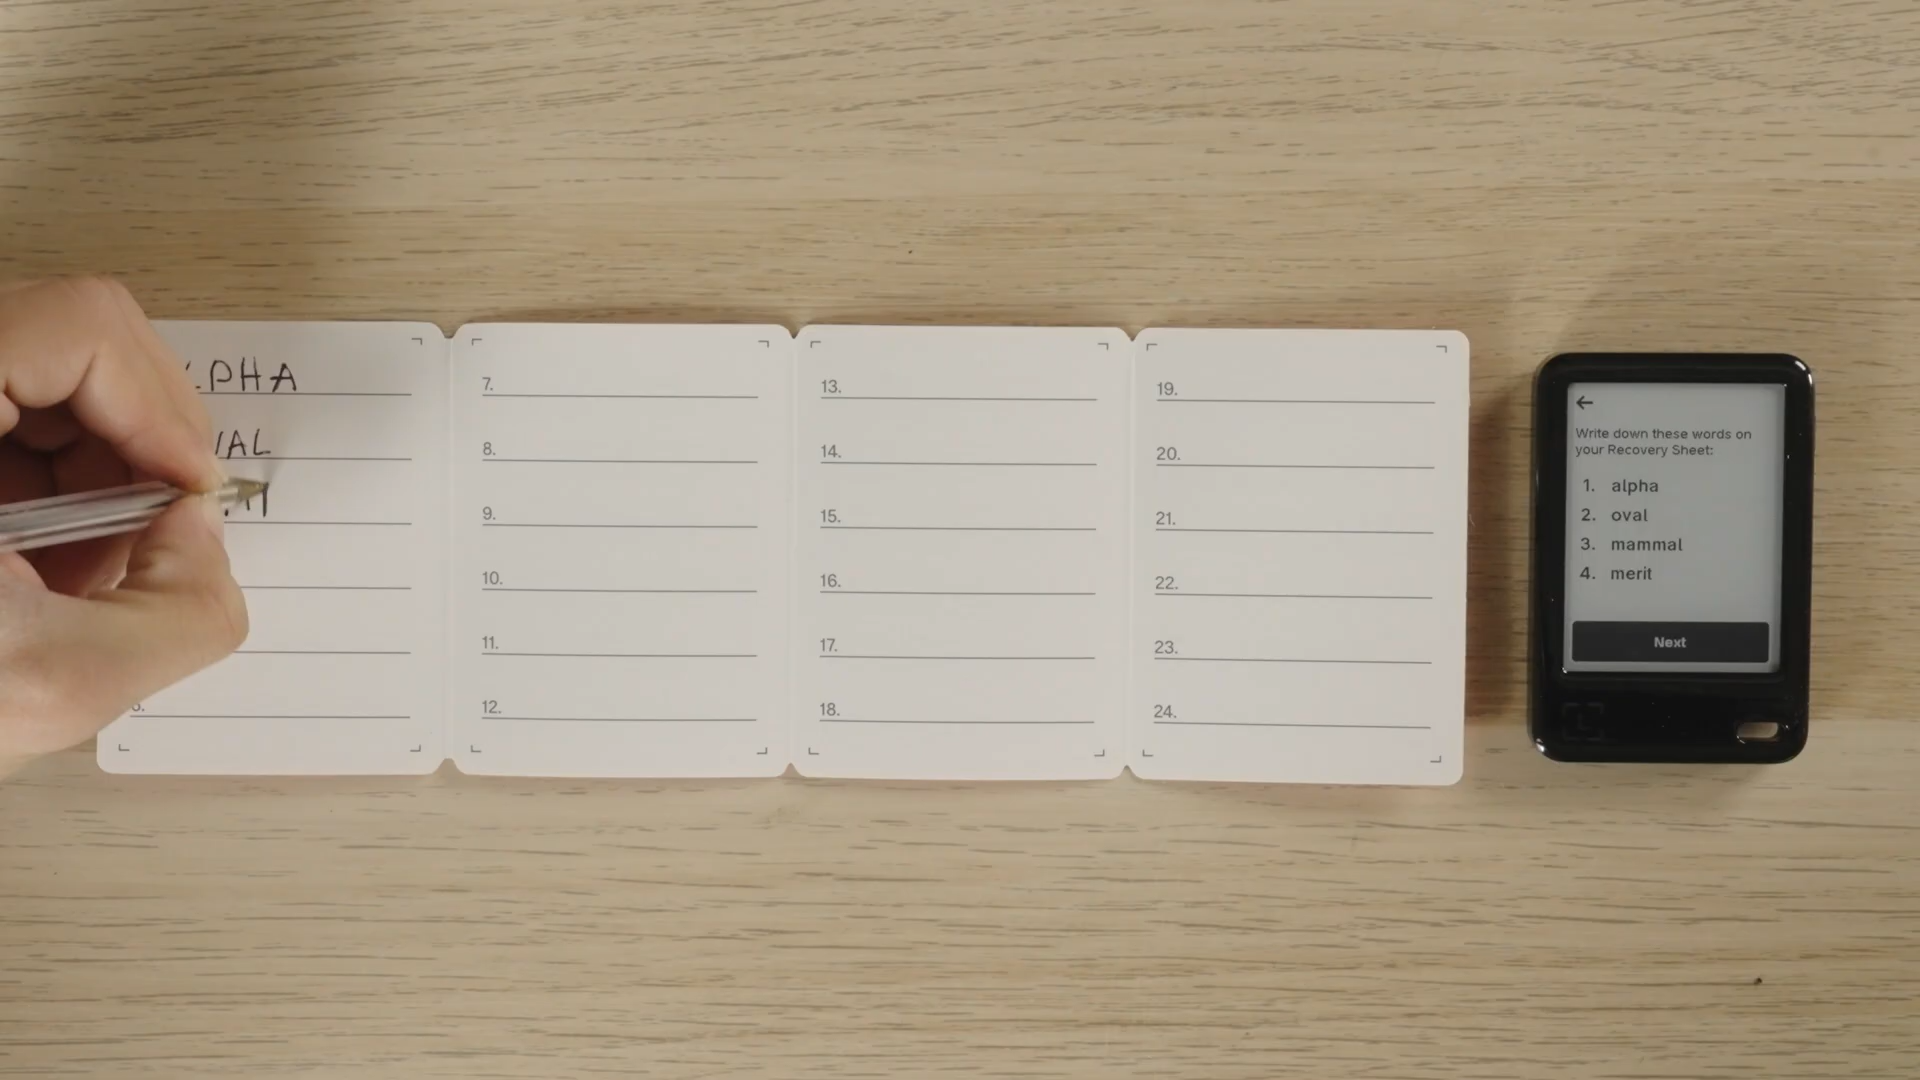 LPHA
VAL
7.
8.
9.
10.
11.
12.
13.
14.
15.
16.
17.
18.
19.
20.
21.
22.
23.
24.
Write down these words on
your Recovery Sheet:
1. alpha
2. oval
3. mammal
4. merit
Next